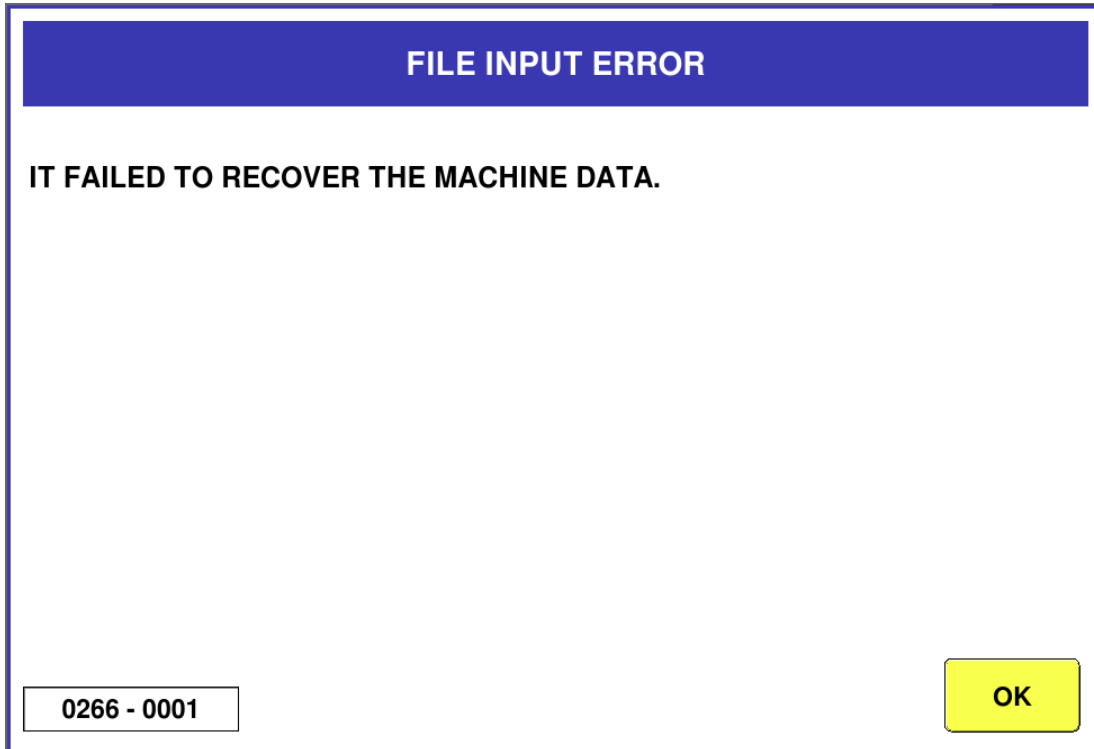 FILE INPUT ERROR
IT FAILED TO RECOVER THE MACHINE DATA.
0266 - 0001
OK